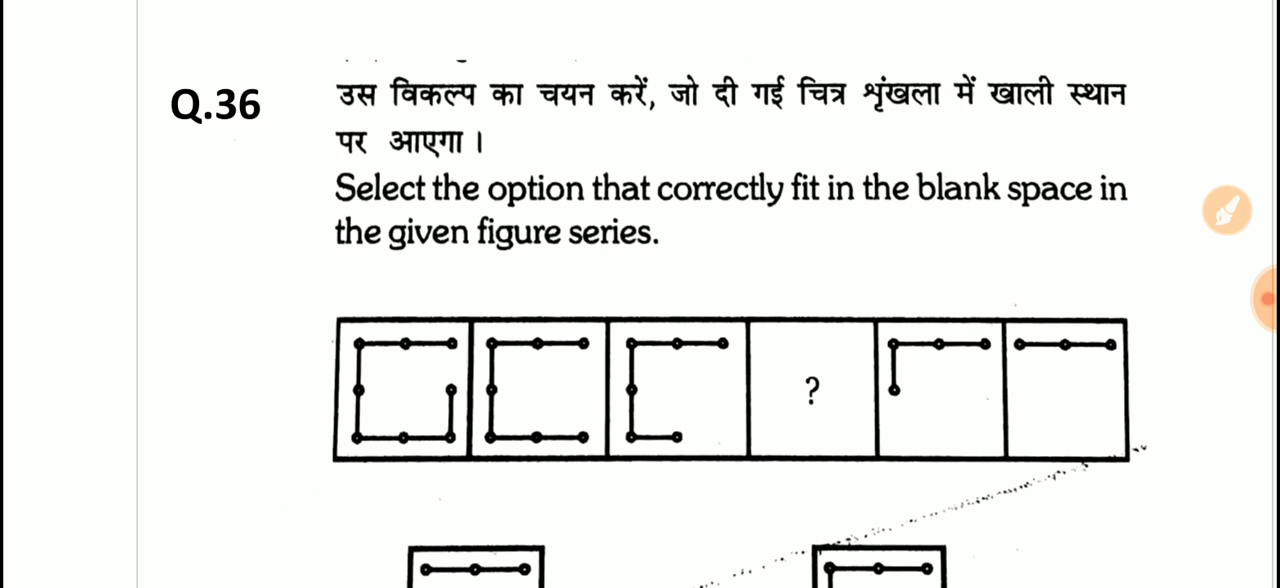 Q.36
उस विकल्प का चयन करें, जो दी गई चित्र श्रृंखला में खाली स्थान
पर आएगा ।
Select the option that correctly fit in the blank space in
the given figure series.
?